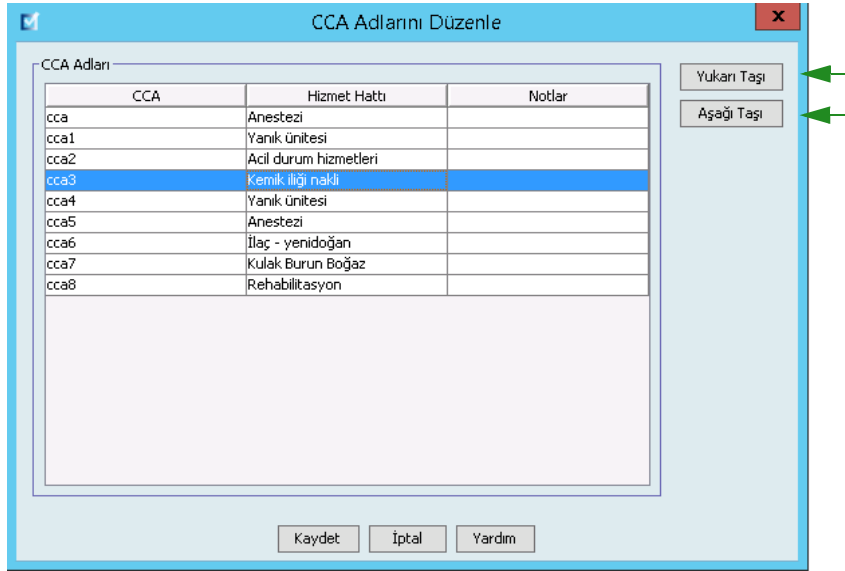 CCA Adlarını Düzenle
x
CCA Adları
CCA Hizmet Hattı Notlar
cca Anestezi
cca1 Yanık ünitesi
cca2 Acil durum hizmetleri
cca3 Kemik iliği nakli
cca4 Yanık ünitesi
cca5 Anestezi
cca6 İlaç - yenidoğan
cca7 Kulak Burun Boğaz
cca8 Rehabilitasyon
Yukarı Taşı
Aşağı Taşı
Kaydet İptal Yardım